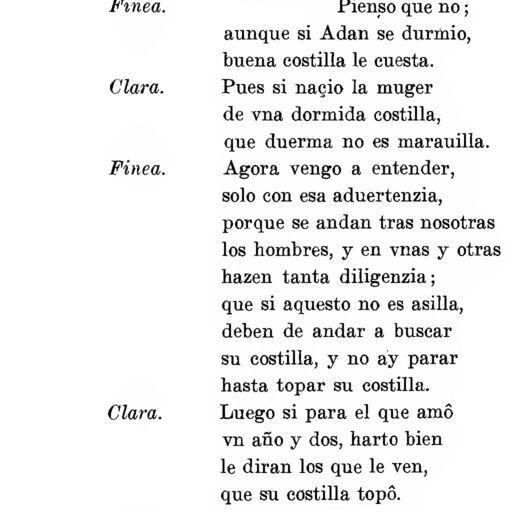 Finea. Pienso que no;
aunque si Adan se durmio,
buena costilla le cuesta.
Clara. Pues si naçio la muger
de vna dormida costilla,
que duerma no es marauilla.
Finea. Agora vengo a entender,
solo con esa aduertenzia,
porque se andan tras nosotras
los hombres, y en vnas y otras
hazen tanta diligenzia;
que si aquesto no es asilla,
deben de andar a buscar
su costilla, y no ay parar
hasta topar su costilla.
Clara. Luego si para el que amô
vn año y dos, harto bien
le diran los que le ven,
que su costilla topô.